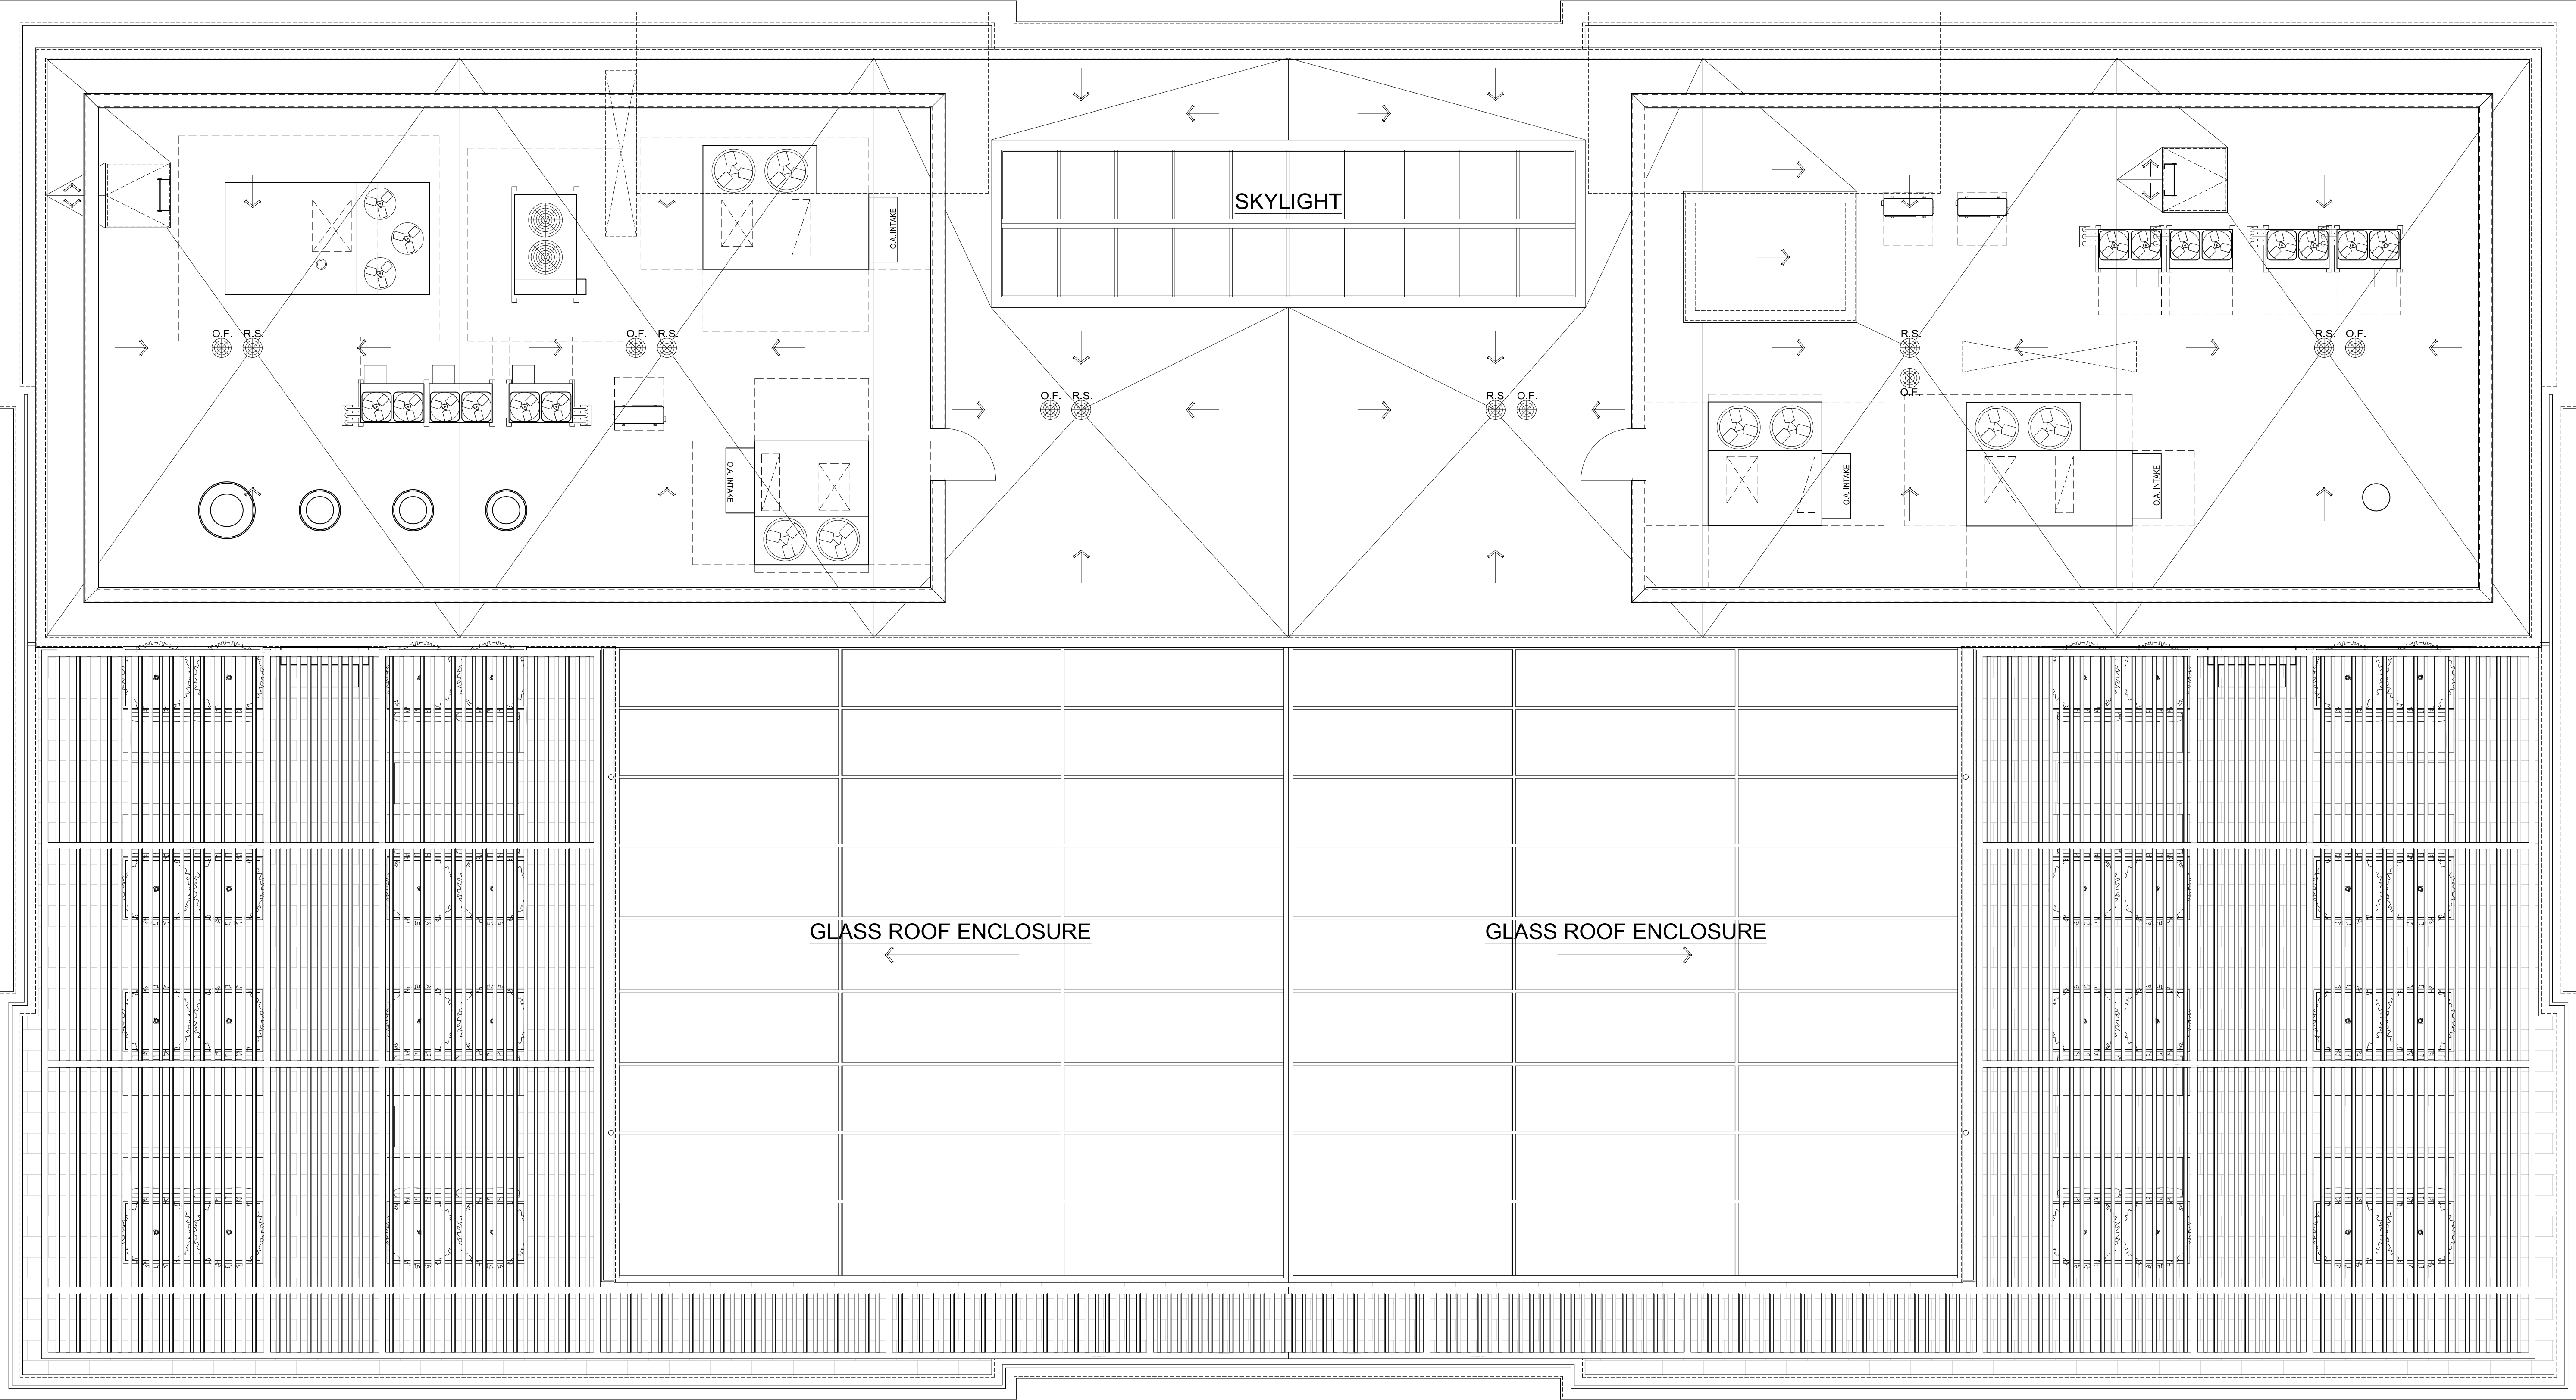 SKYLIGHT
O.A. INTAKE
O.F. R.S.
O.F. R.S.
R.S.
O.F.
R.S. O.F.
O.F. R.S.
R.S. O.F.
O.A. INTAKE
O.A. INTAKE
O.A. INTAKE
GLASS ROOF ENCLOSURE
GLASS ROOF ENCLOSURE